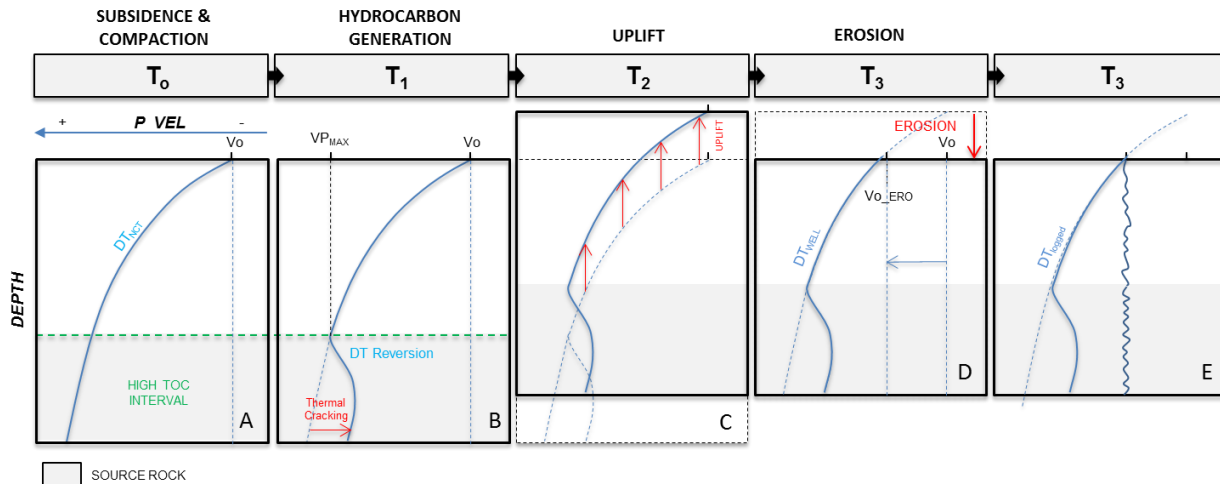 SUBSIDENCE &
COMPACTION
HYDROCARBON
GENERATION
UPLIFT
EROSION
To
T1
T2
T3
T3
+
P VEL
-
Vo
VPMAX
Vo
UPLIFT
EROSION
Vo
Vo_ERO
DTNCT
DTWELL
DTlogged
DEPTH
DT Reversion
HIGH TOC
INTERVAL
Thermal
Cracking
A
B
C
D
E
SOURCE ROCK